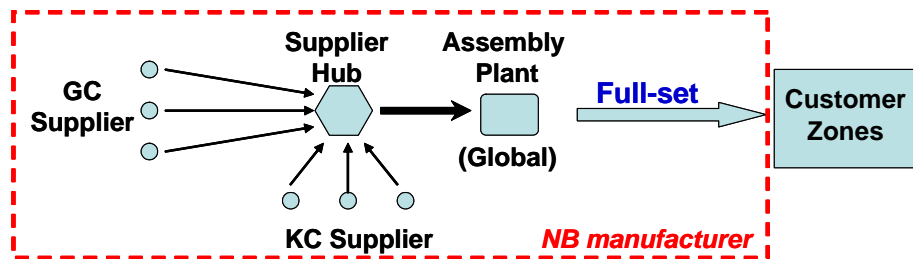 Supplier
Hub
Assembly
Plant
GC
Supplier
Full-set
Customer
Zones
(Global)
KC Supplier
NB manufacturer